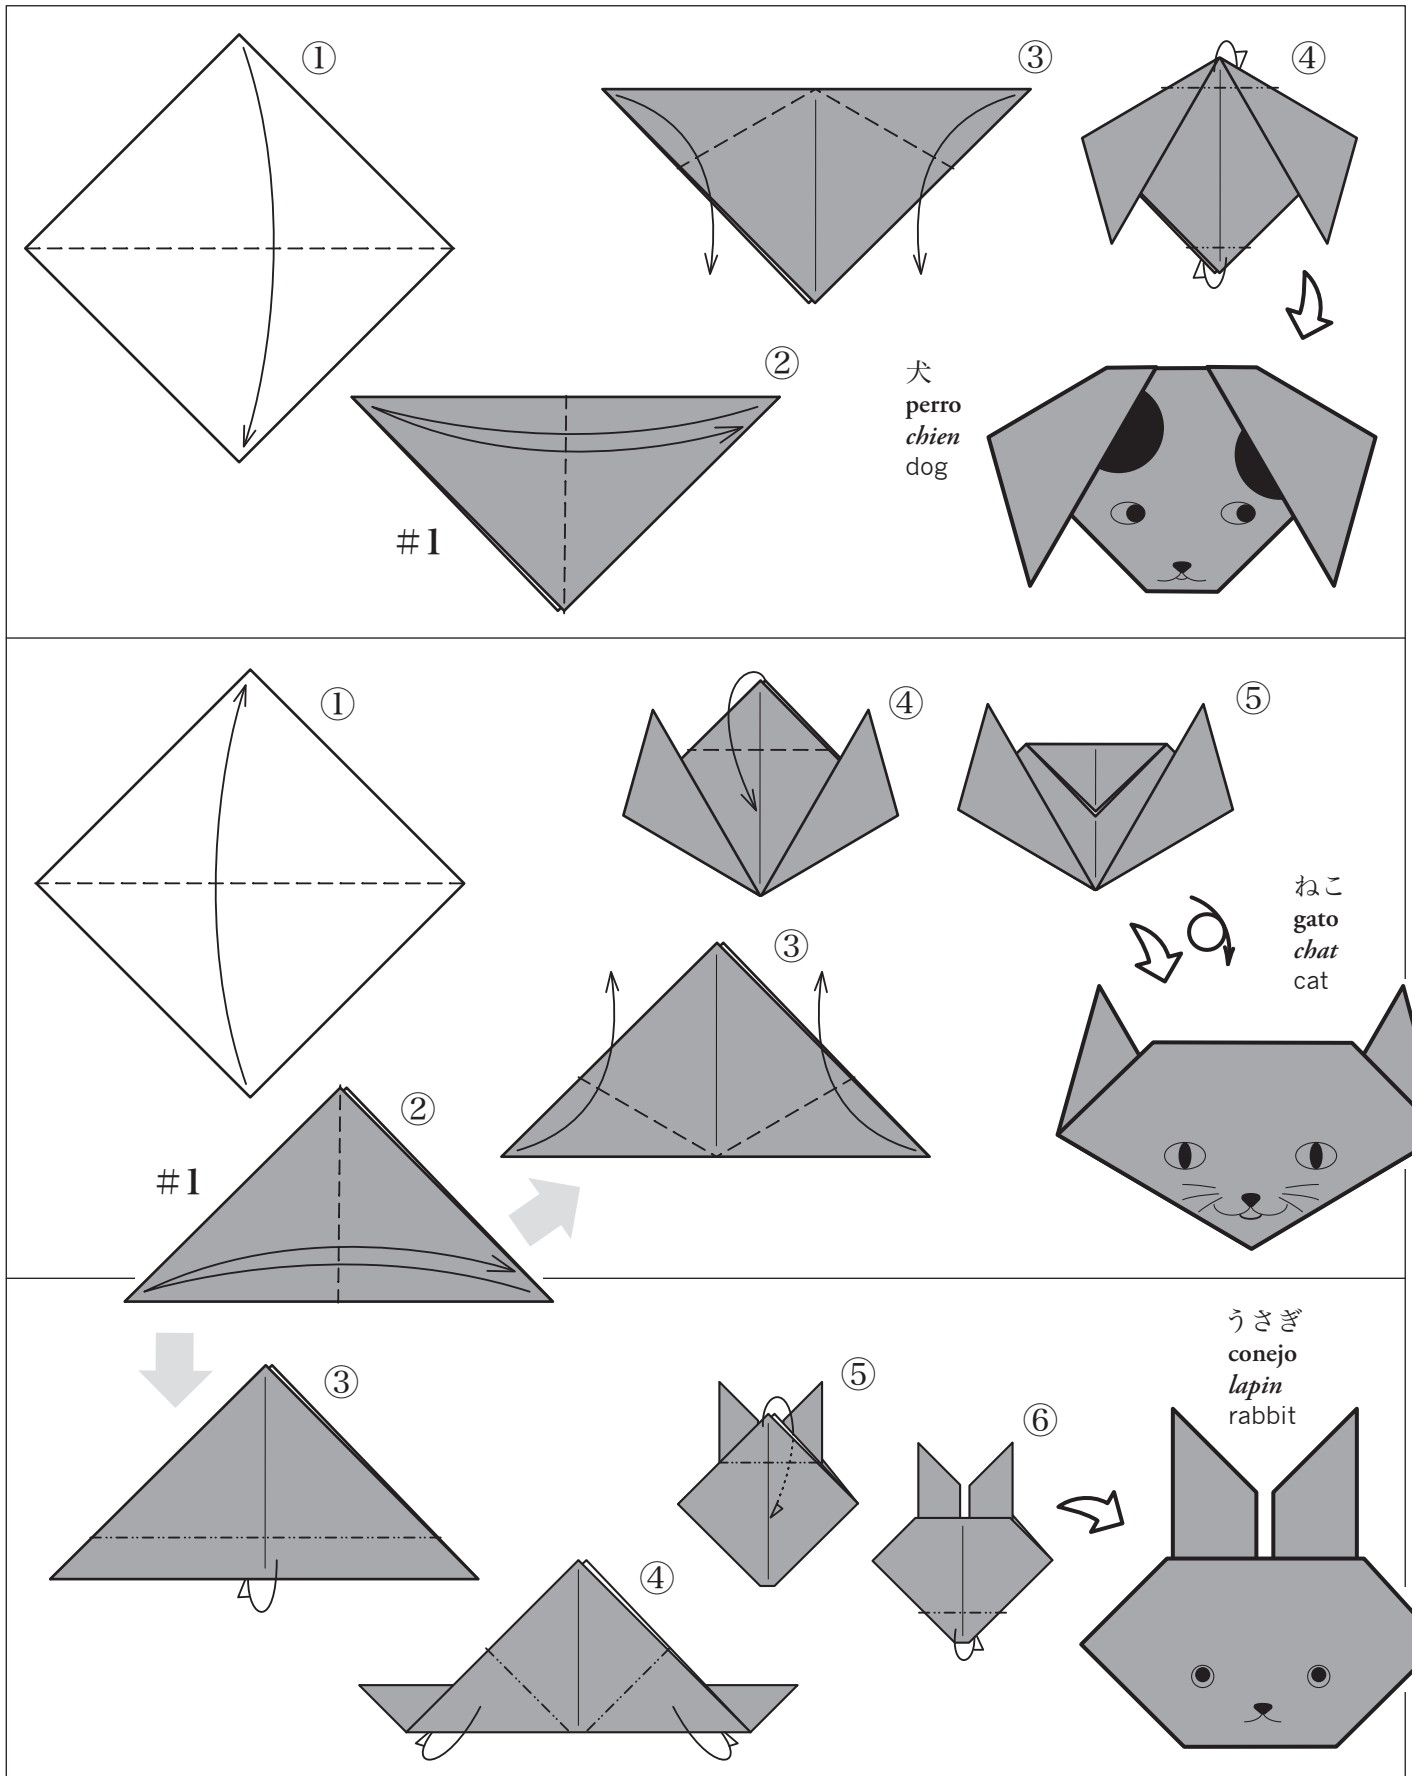 ①
③
④
②
犬
perro
chien
dog
#1
①
④
⑤
ねこ
gato
chat
cat
③
②
#1
うさぎ
conejo
lapin
rabbit
③
⑤
⑥
④